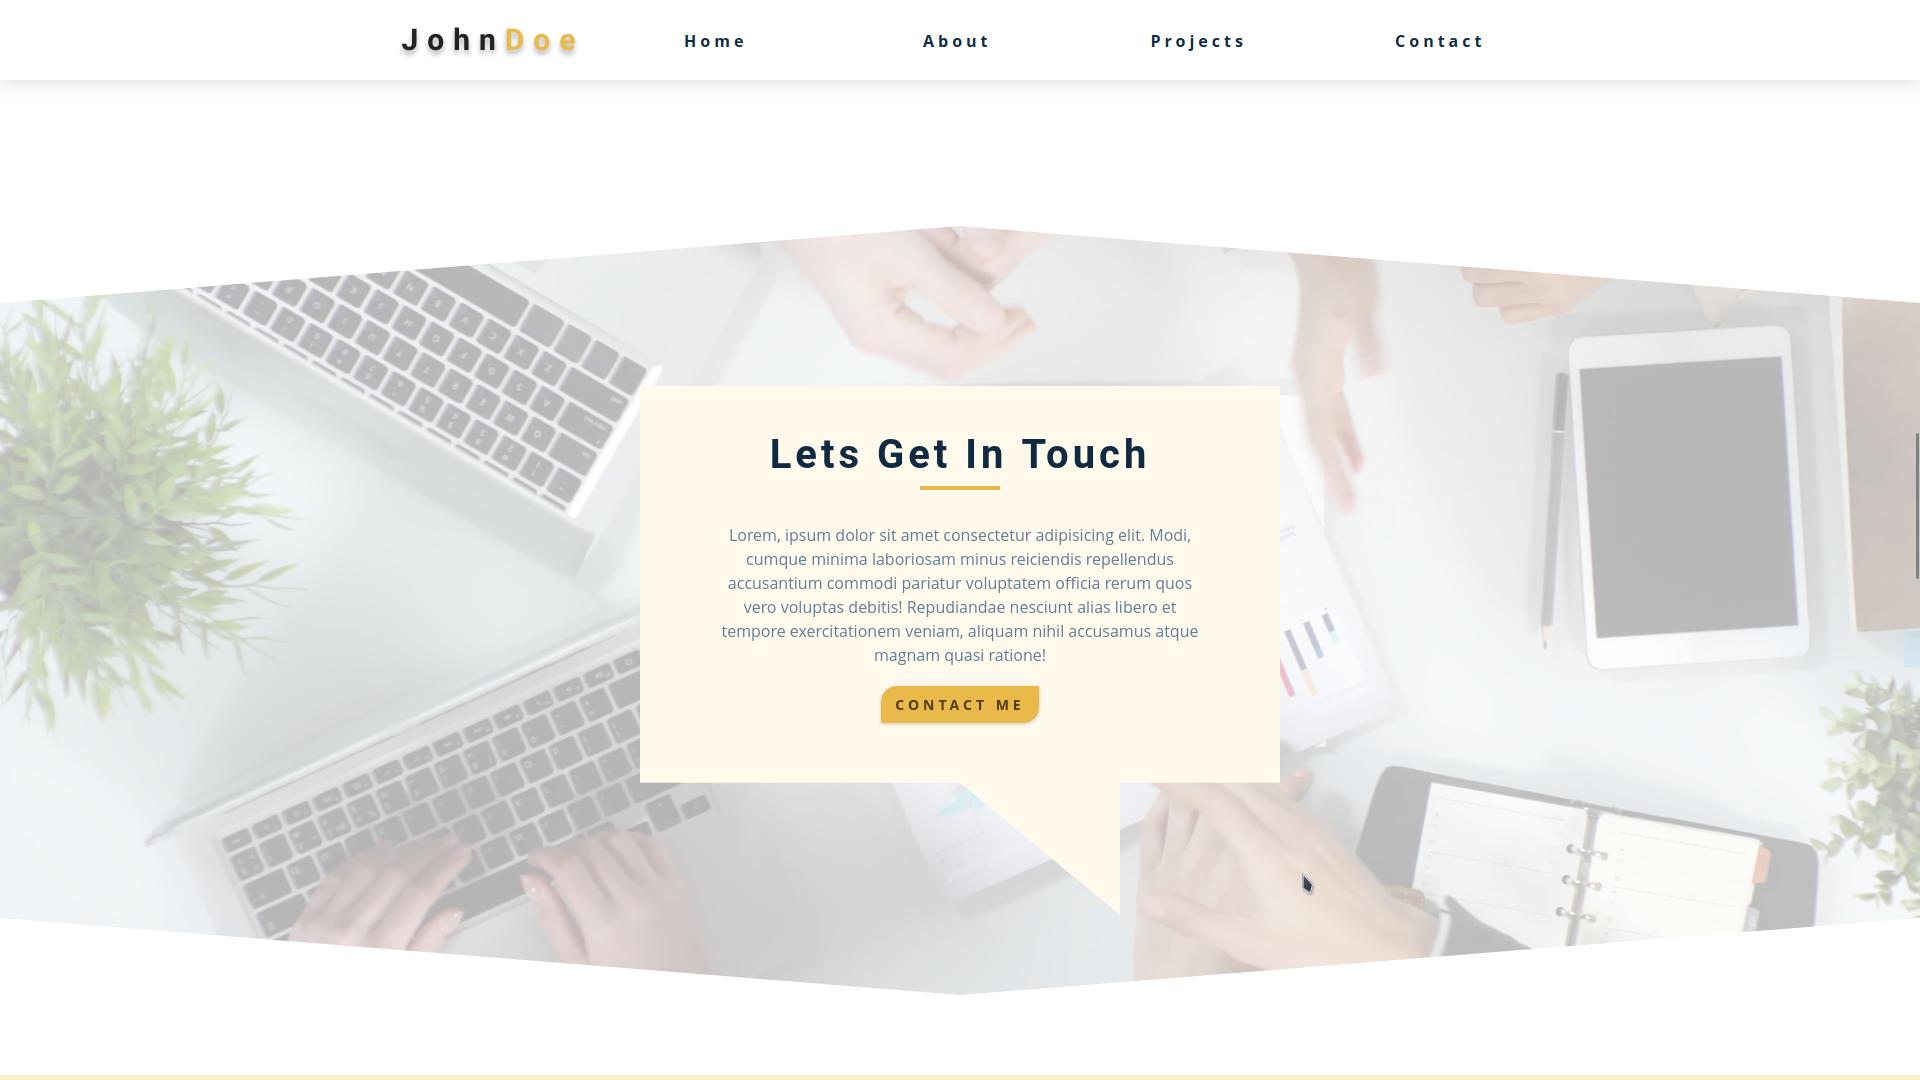 JohnDoe Home About Projects Contact
Lets Get In Touch
Lorem, ipsum dolor sit amet consectetur adipisicing elit. Modi,
cumque minima laboriosam minus reiciendis repellendus
accusantium commodi pariatur voluptatem officia rerum quos
vero voluptas debitis! Repudiandae nesciunt alias libero et
tempore exercitationem veniam, aliquam nihil accusamus atque
magnam quasi ratione!
CONTACT ME